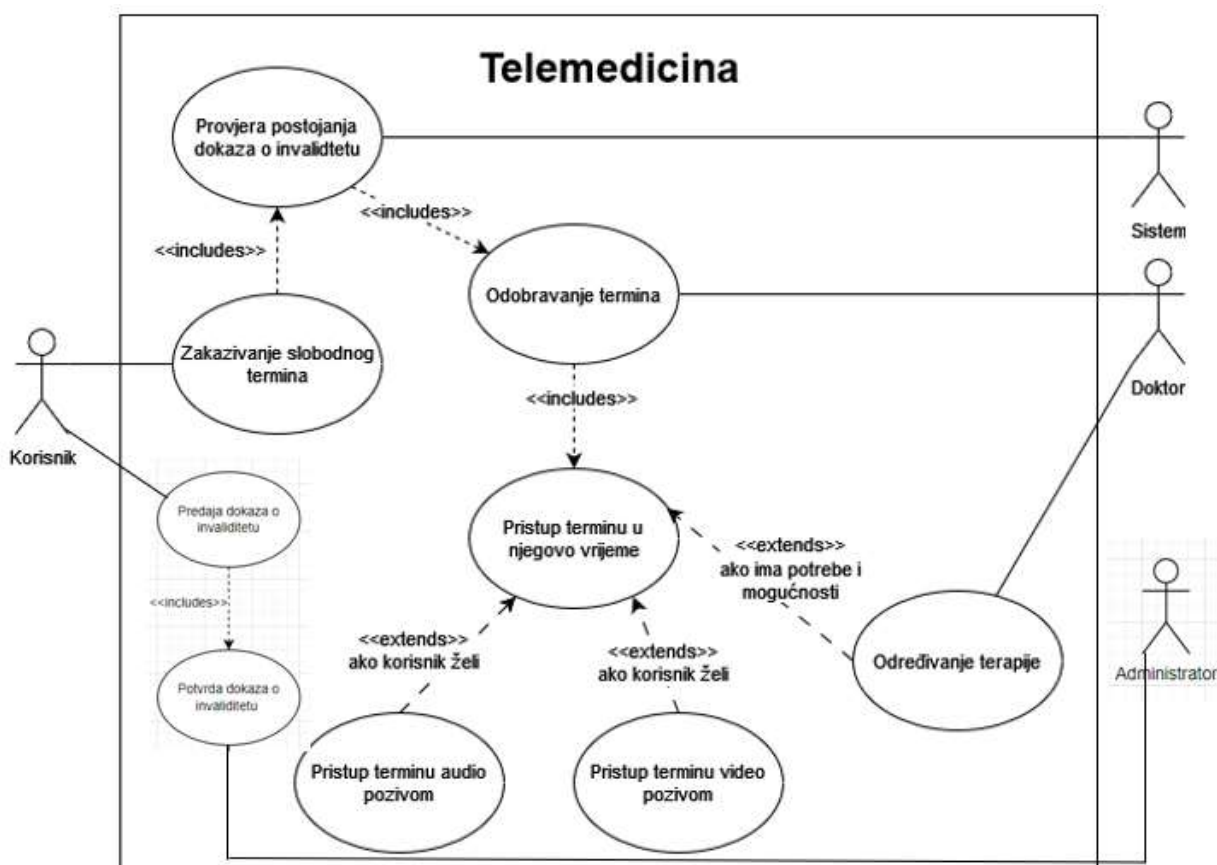 Telemedicina
Provjera postojanja
dokaza o invalidtetu
<<includes>>
Sistem
<<includes>>
Odobravanje termina
Zakazivanje slobodnog
termina
<<includes>>
Doktor
Korisnik
Predaja dokaza o
invaliditetu
Pristup terminu u
njegovo vrijeme
<<extends>>
ako ima potrebe i
mogućnosti
<<includes>>
<<extends>>
ako korisnik želi
<<extends>>
ako korisnik želi
Određivanje terapije
Administrator
Potvrda dokaza o
invaliditetu
Pristup terminu audio
pozivom
Pristup terminu video
pozivom